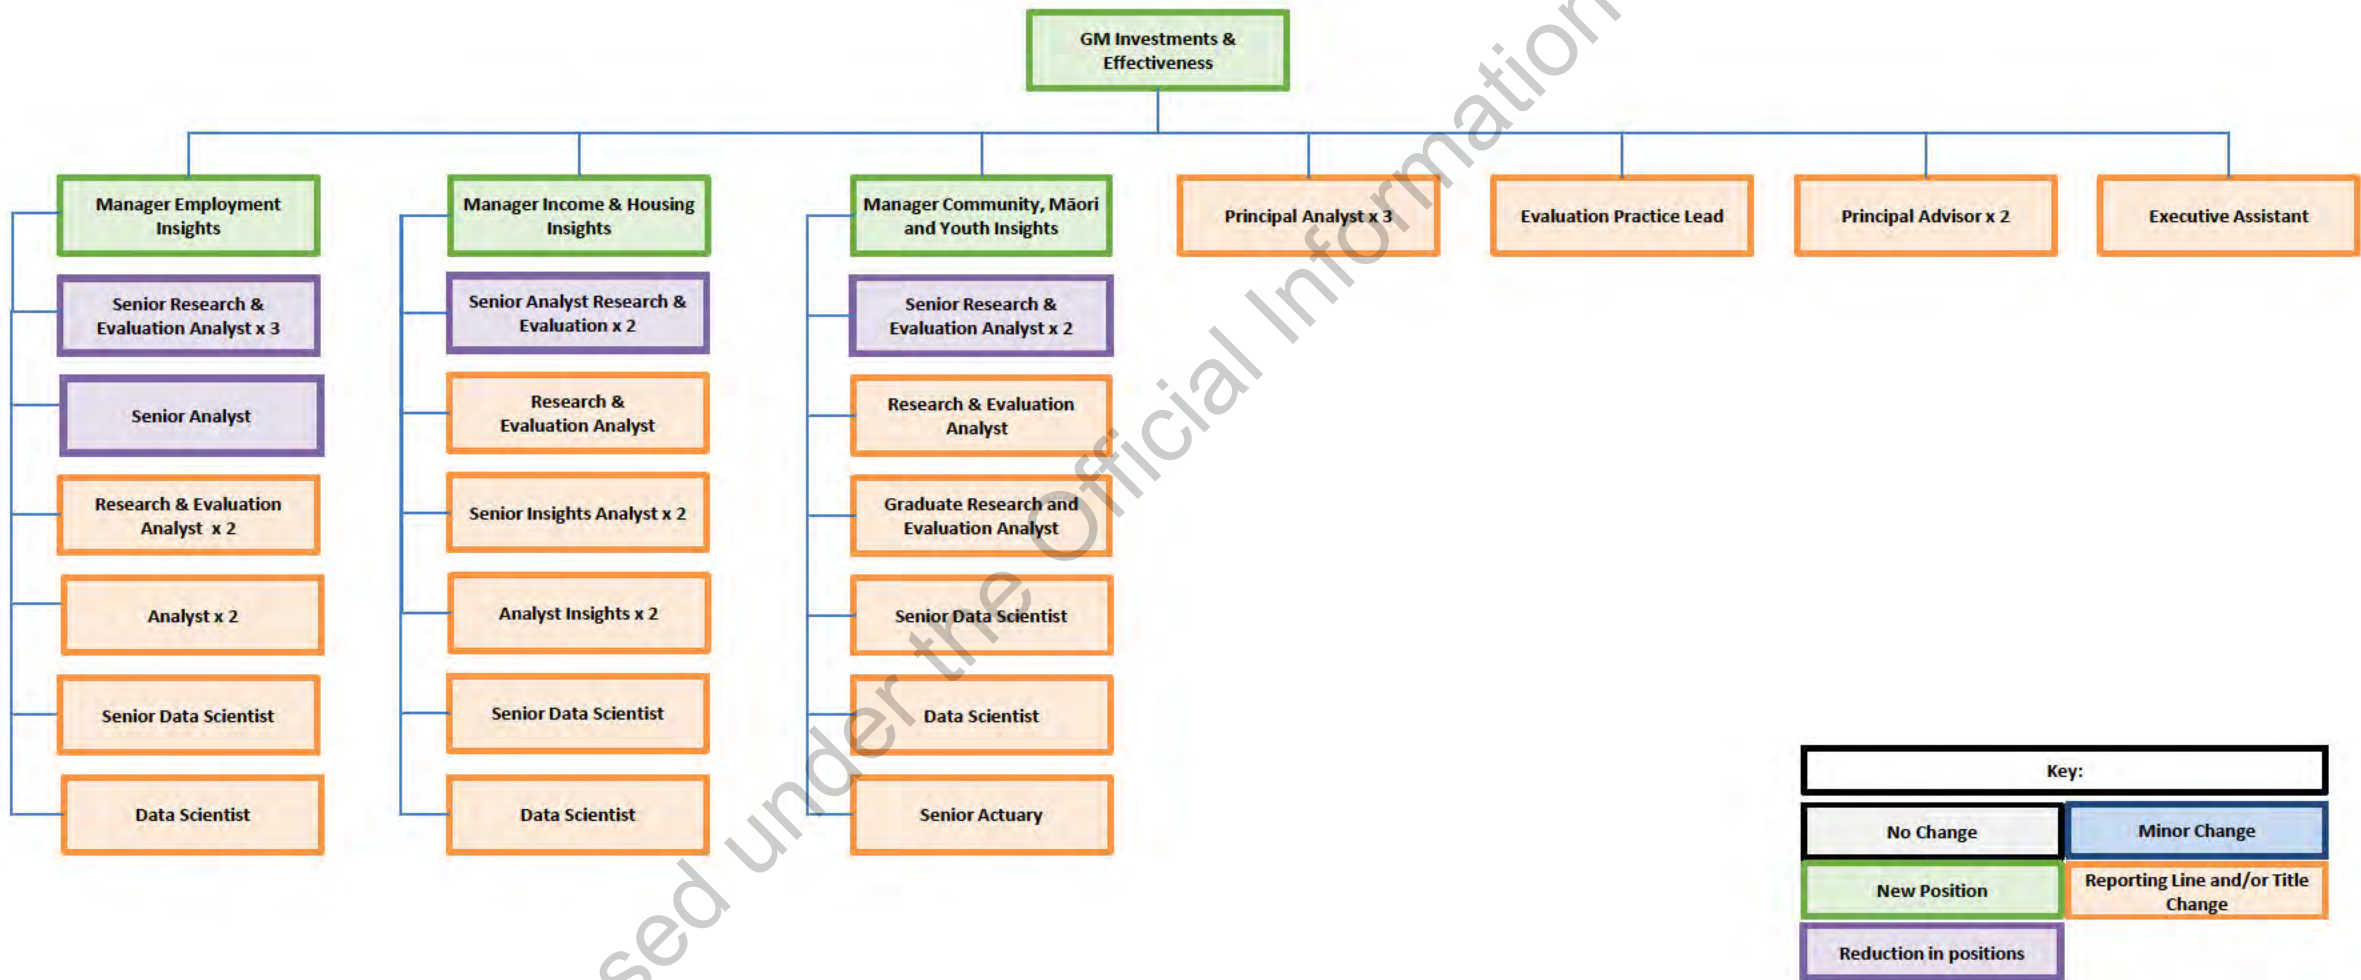 GM Investments &
Effectiveness
Manager Employment
Insights
Senior Research &
Evaluation Analyst x 3
Senior Analyst
Research & Evaluation
Analyst x 2
Analyst x 2
Senior Data Scientist
Data Scientist
Manager Income & Housing
Insights
Senior Analyst Research &
Evaluation x 2
Research &
Evaluation Analyst
Senior Insights Analyst x 2
Analyst Insights x 2
Senior Data Scientist
Data Scientist
Manager Community, Māori
and Youth Insights
Senior Research &
Evaluation Analyst x 2
Research & Evaluation
Analyst
Graduate Research and
Evaluation Analyst
Senior Data Scientist
Data Scientist
Senior Actuary
Principal Analyst x 3
Evaluation Practice Lead
Principal Advisor x 2
Executive Assistant
Key:
No Change
Minor Change
New Position
Reporting Line and/or Title
Change
Reduction in positions
sed under the Official Information